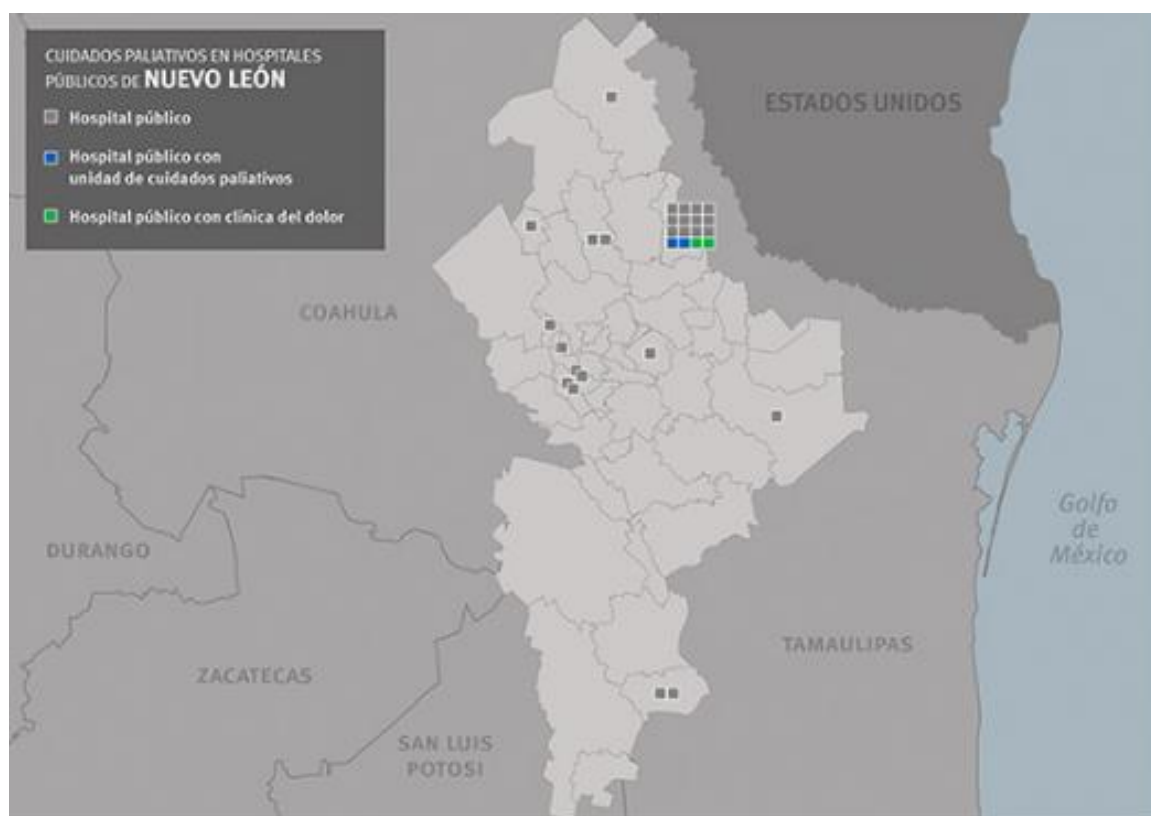 CUIDADOS PALIATIVOS EN HOSPITALES
PÚBLICOS DE NUEVO LEÓN
Hospital público
Hospital público con
unidad de cuidados paliativos
Hospital público con clínica del dolor
ESTADOS UNIDOS
COAHULA
Golfo
de
México
DURANGO
TAMAULIPAS
ZACATECAS
SAN LUIS
POTOSI